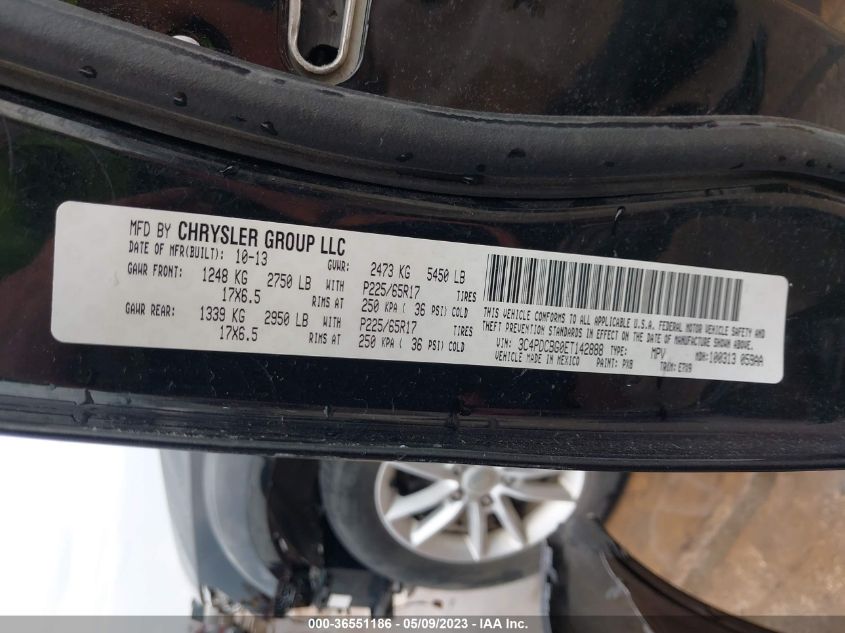 MFD BY CHRYSLER GROUP LLC
DATE OF MFR(BUILT): 10-13 GVWR: 2473 KG 5450 LB
GAWR FRONT: 1248 KG 2750 LB WITH P225/65R17 TIRES
17X6.5 RIMS AT 250 KPA ( 36 PSI) COLD
GAWR REAR: 1339 KG 2950 LB WITH P225/65R17 TIRES
17X6.5 RIMS AT 250 KPA ( 36 PSI) COLD
THIS VEHICLE CONFORMS TO ALL APPLICABLE U.S.A. FEDERAL MOTOR VEHICLE SAFETY AND
THEFT PREVENTION STANDARDS IN EFFECT ON THE DATE OF MANUFACTURE SHOWN ABOVE.
VIN: 3C4PDCBG0ET142888 TYPE: MPV MDH: 100313 059AA
VEHICLE MADE IN MEXICO PAINT: PX8 TRIM: E7X9
000-36551186 - 05/09/2023 - IAA Inc.